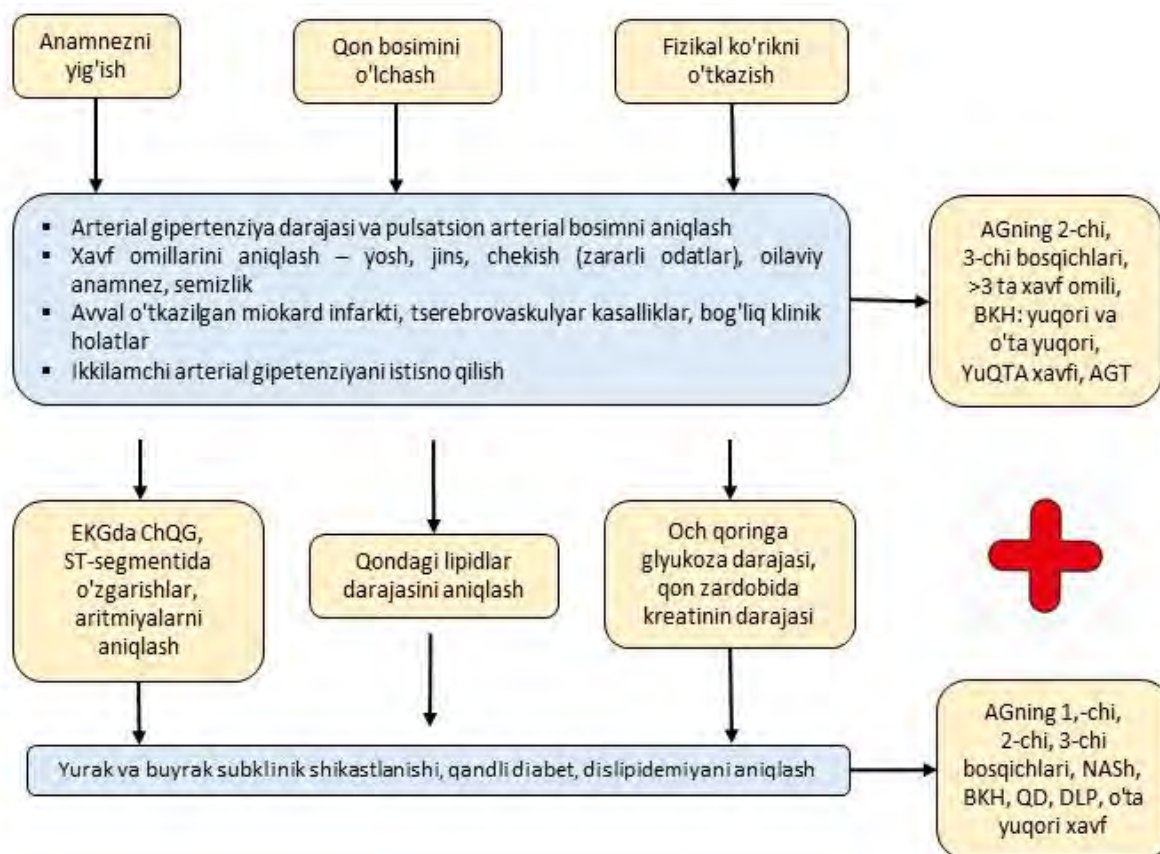 Anamnezni
yig'ish
Qon bosimini
o'lchash
Fizikal ko'rikni
o'tkazish
▪ Arterial gipertenziya darajasi va pulsatsion arterial bosimni aniqlash
▪ Xavf omillarini aniqlash – yosh, jins, chekish (zararli odatlar), oilaviy
anamnez, semizlik
▪ Avval o'tkazilgan miokard infarkti, tserebrovaskulyar kasalliklar, bog'liq klinik
holatlar
▪ Ikkilamchi arterial gipetenziyani istisno qilish
AGning 2-chi,
3-chi bosqichlari,
>3 ta xavf omili,
BKH: yuqori va
o'ta yuqori,
YuQTA xavfi, AGT
EKGda ChQG,
ST-segmentida
o'zgarishlar,
aritmiyalarni
aniqlash
Qondagi lipidlar
darajasini aniqlash
Och qoringa
glyukoza darajasi,
qon zardobida
kreatinin darajasi
Yurak va buyrak subklinik shikastlanishi, qandli diabet, dislipidemiyani aniqlash
AGning 1,-chi,
2-chi, 3-chi
bosqichlari, NASh,
BKH, QD, DLP, o'ta
yuqori xavf